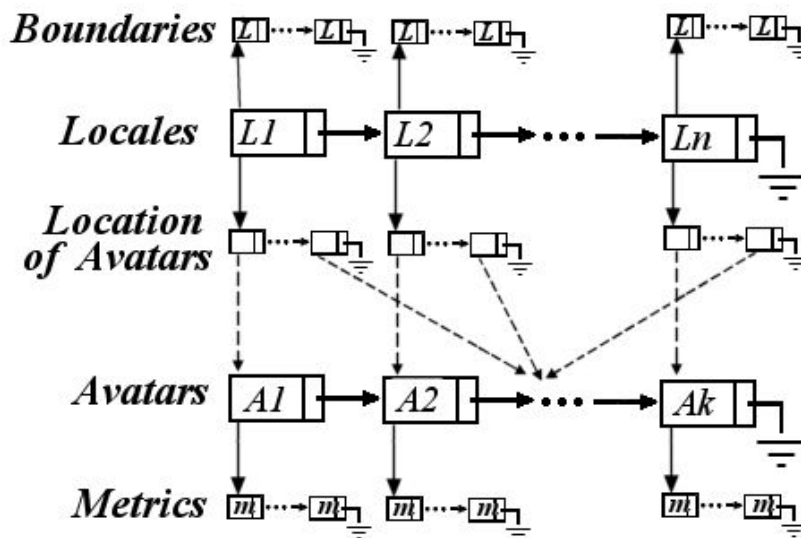 Boundaries L L L L L L
Locales L1 L2 ... Ln
Location
of Avatars
Avatars A1 A2 ... Ak
Metrics m m m m m m